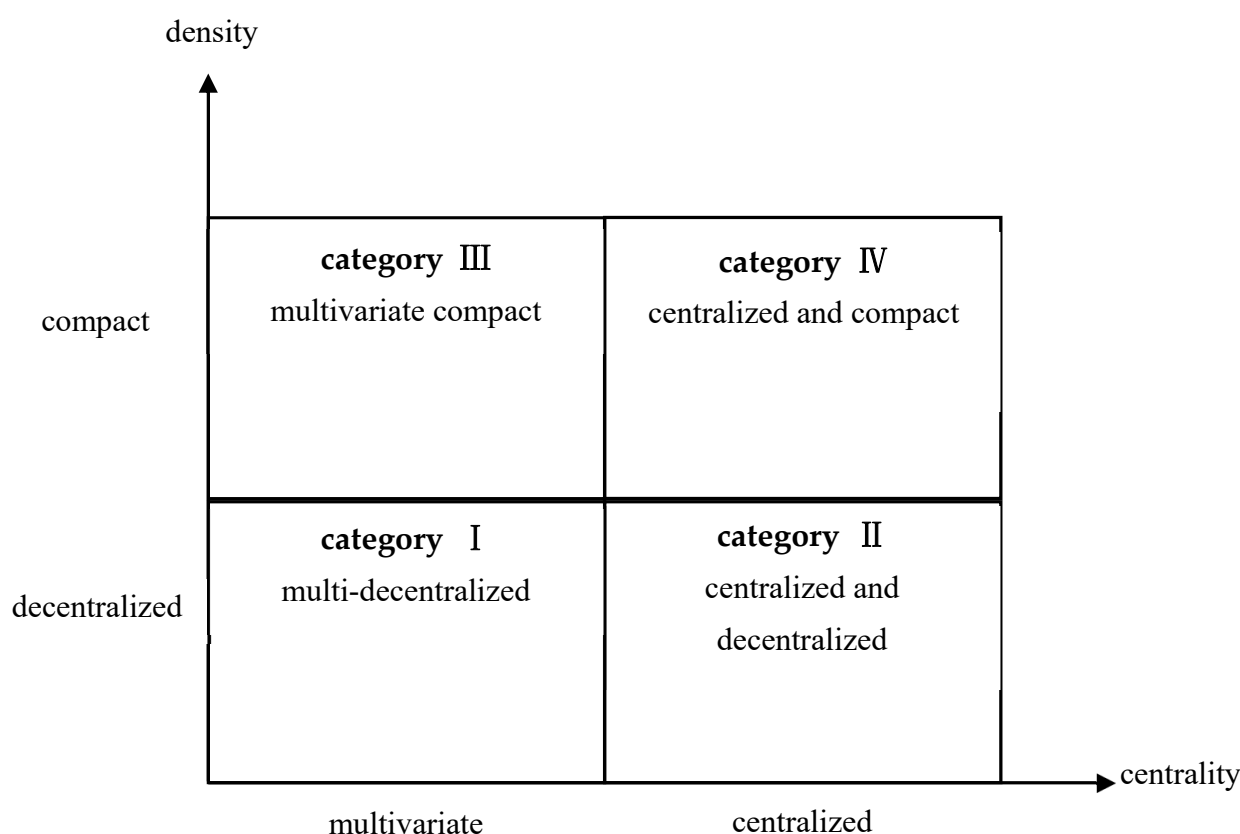 density
category Ⅲ
multivariate compact
category Ⅳ
centralized and compact
compact
category Ⅰ
multi-decentralized
category Ⅱ
centralized and
decentralized
decentralized
centrality
multivariate
centralized